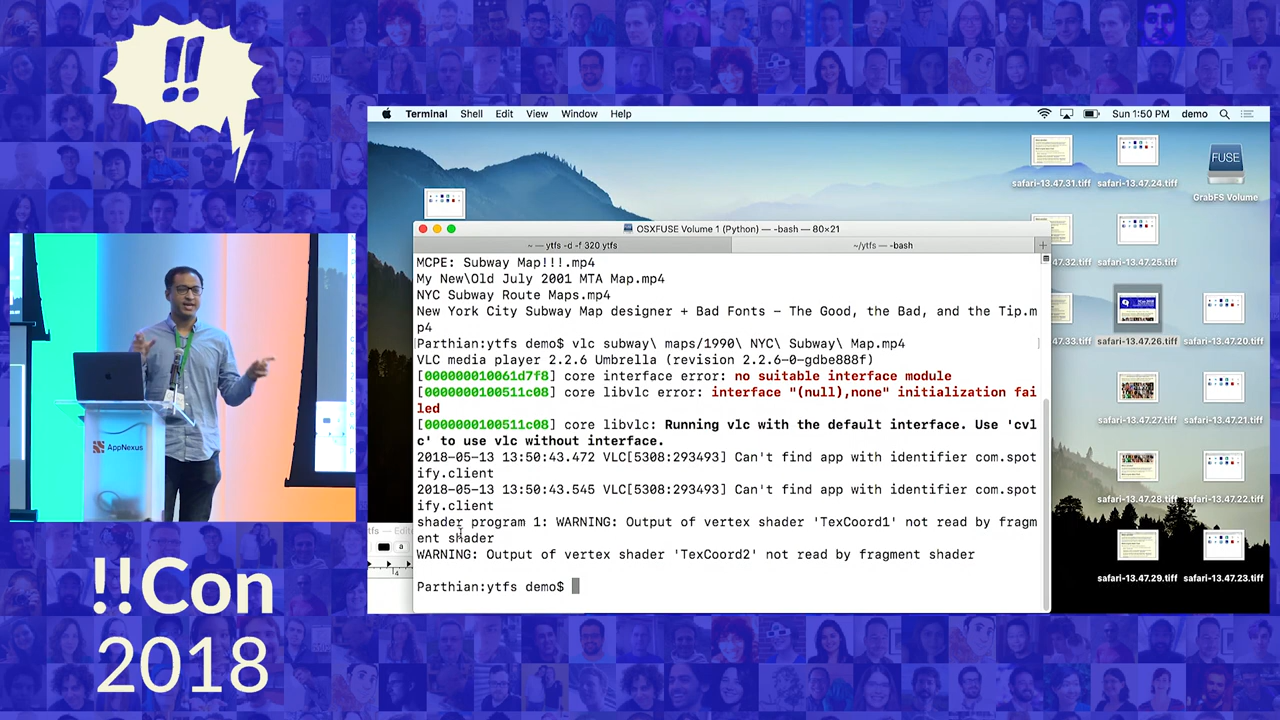 !!
Terminal Shell Edit View Window Help
Sun 1:50 PM demo
safari-13.47.31.tiff
safari-13.47.24.tiff
FUSE
GrabFS Volume
OSXFUSE Volume 1 (Python) — -bash — 80×21
~ — ytfs -d -f 320 ytfs
~/ytfs — -bash
+
MCPE: Subway Map!!!.mp4
My New\Old July 2001 MTA Map.mp4
NYC Subway Route Maps.mp4
New York City Subway Map designer + Bad Fonts - The Good, the Bad, and the Tip.m
p4
Parthian:ytfs demo$ vlc subway\ maps/1990\ NYC\ Subway\ Map.mp4
VLC media player 2.2.6 Umbrella (revision 2.2.6-0-gdbe888f)
[000000010061d7f8] core interface error: no suitable interface module
[0000000100511c08] core libvlc error: interface "(null),none" initialization fai
led
[0000000100511c08] core libvlc: Running vlc with the default interface. Use 'cvl
c' to use vlc without interface.
2018-05-13 13:50:43.472 VLC[5308:293493] Can't find app with identifier com.spot
ify.client
2018-05-13 13:50:43.545 VLC[5308:293493] Can't find app with identifier com.spot
ify.client
shader program 1: WARNING: Output of vertex shader 'TexCoord1' not read by fragm
ent shader
WARNING: Output of vertex shader 'TexCoord2' not read by fragment shader
Parthian:ytfs demo$
.32.tiff
safari-13.47.25.tiff
.33.tiff
safari-13.47.26.tiff
safari-13.47.20.tiff
safari-13.47.27.tiff
safari-13.47.21.tiff
safari-13.47.28.tiff
safari-13.47.22.tiff
safari-13.47.29.tiff
safari-13.47.23.tiff
a
4
AppNexus
!!Con
2018